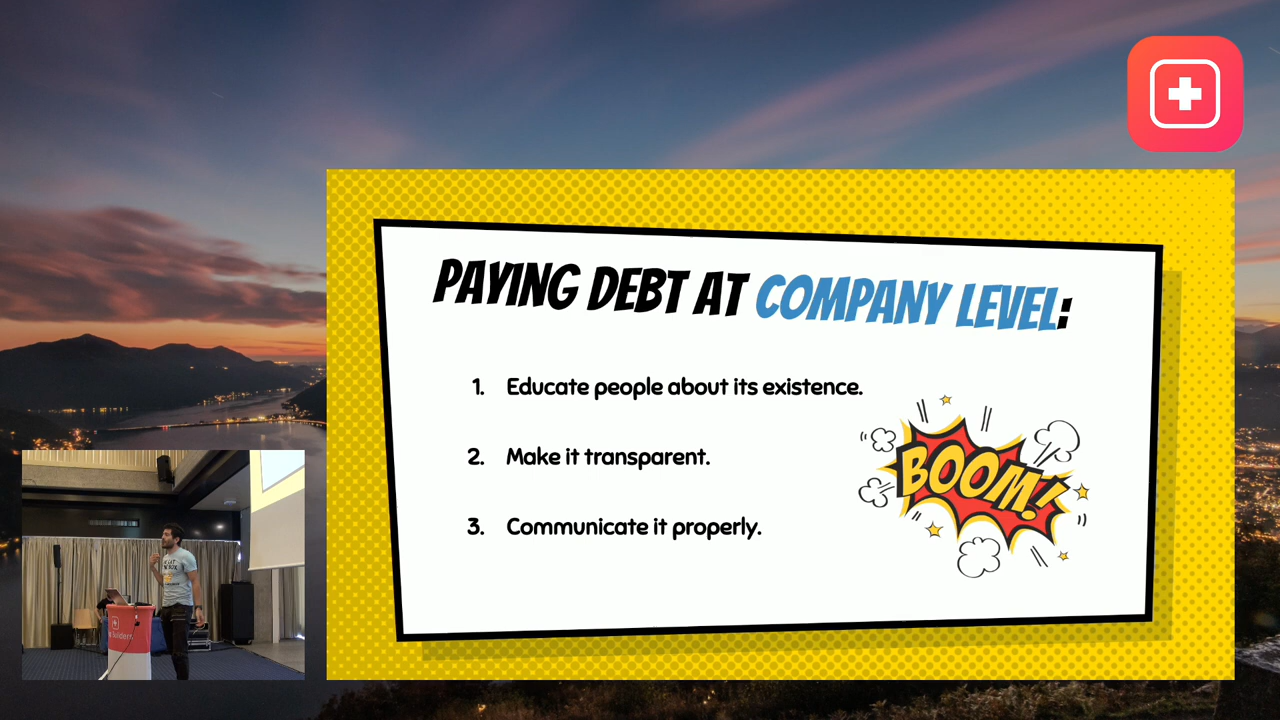 PAYING DEBT AT COMPANY LEVEL:
1. Educate people about its existence.
2. Make it transparent.
3. Communicate it properly.
BOOM!